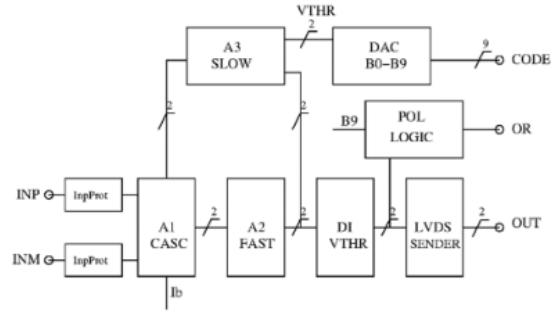 VTHR
2
A3
SLOW
DAC
B0-B9
9
CODE
2
2
B9
POL
LOGIC
OR
INP
InpProt
A1
CASC
2
A2
FAST
2
DI
VTHR
2
LVDS
SENDER
2
OUT
INM
InpProt
Ib